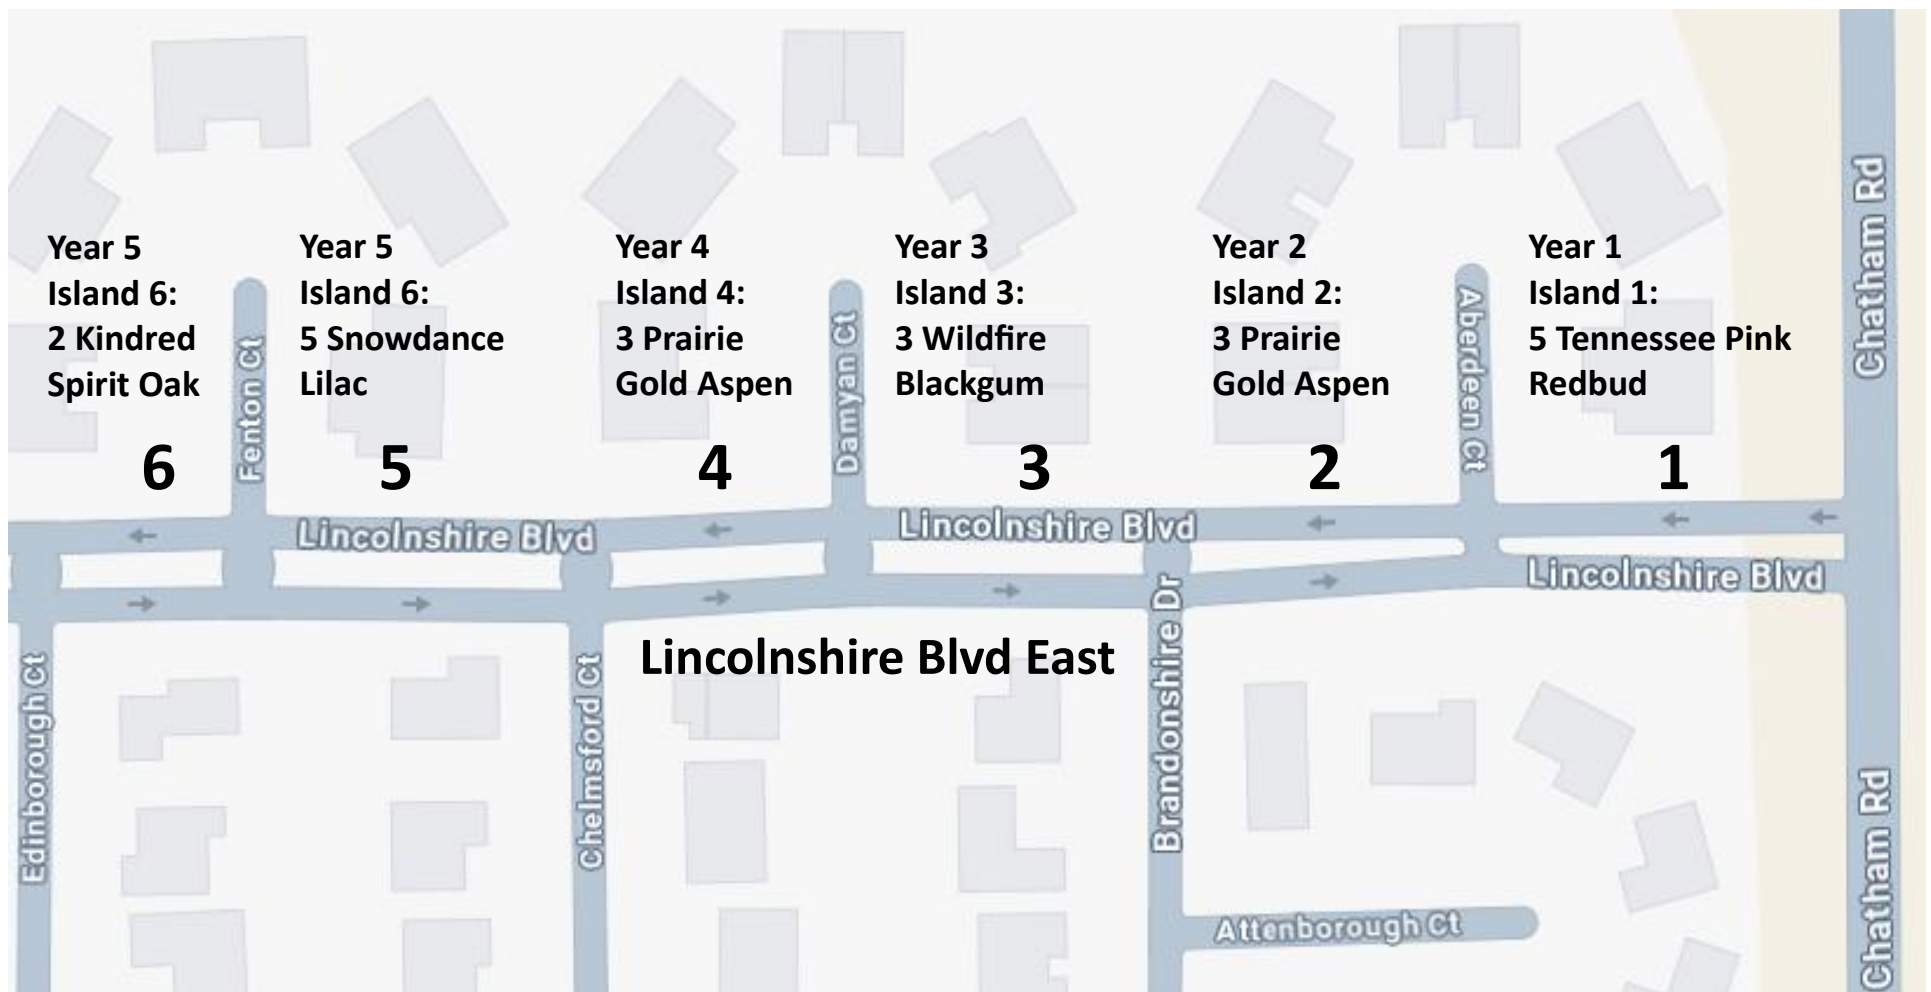 Year 5
Island 6:
2 Kindred
Spirit Oak
6
Fenton Ct
Year 5
Island 6:
5 Snowdance
Lilac
5
Year 4
Island 4:
3 Prairie
Gold Aspen
4
Damyan Ct
Year 3
Island 3:
3 Wildfire
Blackgum
3
Year 2
Island 2:
3 Prairie
Gold Aspen
2
Aberdeen Ct
Year 1
Island 1:
5 Tennessee Pink
Redbud
1
Chatham Rd
Lincolnshire Blvd
Lincolnshire Blvd
Lincolnshire Blvd
Lincolnshire Blvd East
Edinborough Ct
Chelmsford Ct
Brandonshire Dr
Attenborough Ct
Chatham Rd